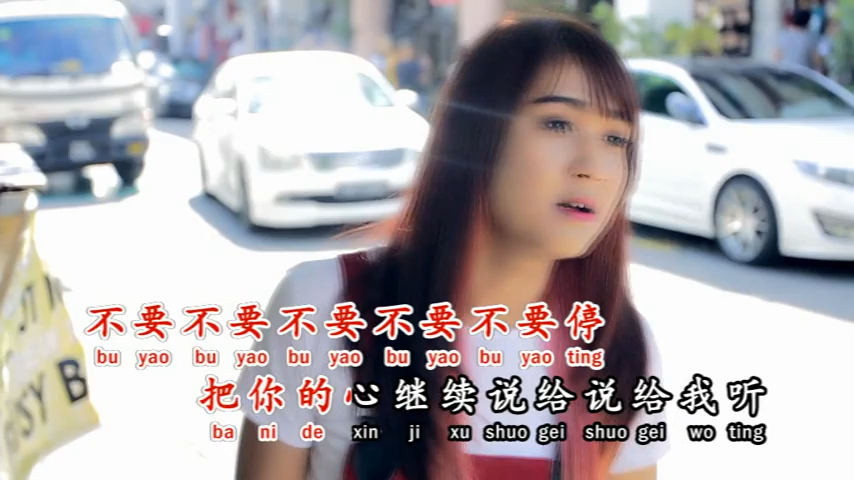 不要不要不要不要不要停
bu yao bu yao bu yao bu yao bu yao ting
把你的心继续说给说给我听
ba ni de xin ji xu shuo gei shuo gei wo ting